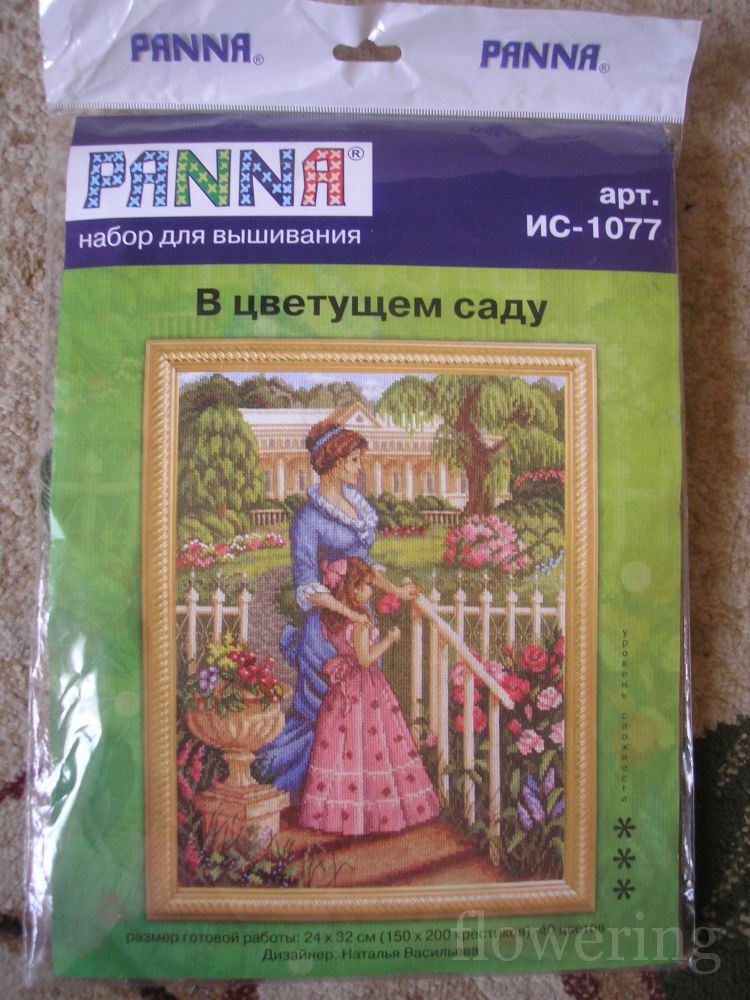 PANNA® PANNA®
PANNA®
набор для вышивания
арт.
ИС-1077
В цветущем саду
уровень сложности
размер готовой работы: 24 x 32 см (150 x 200 крестиков), 40 цветов
Дизайнер: Наталья Васильева
flowering